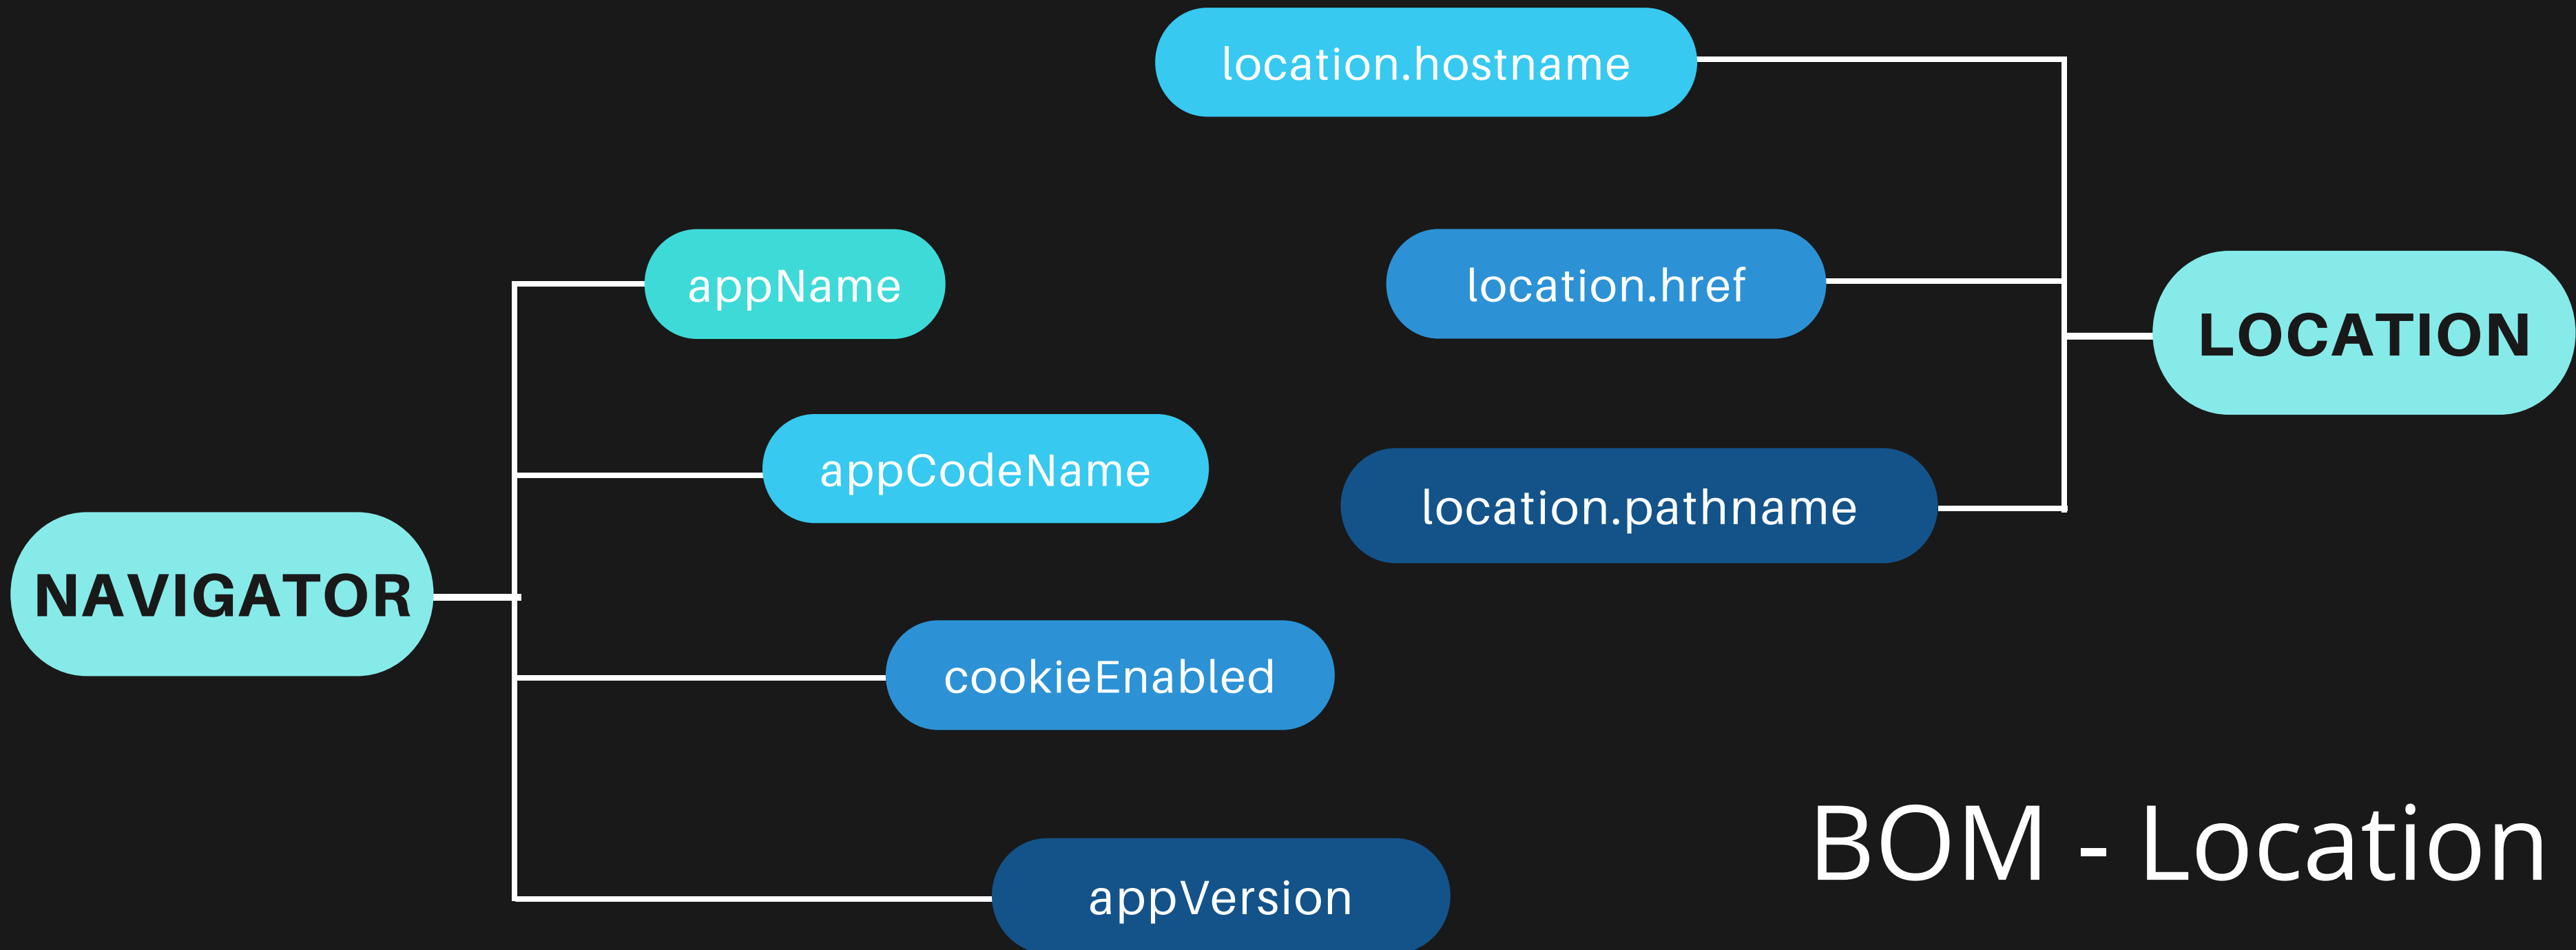 location.hostname
appName
location.href
LOCATION
appCodeName
location.pathname
NAVIGATOR
cookieEnabled
BOM - Location
appVersion